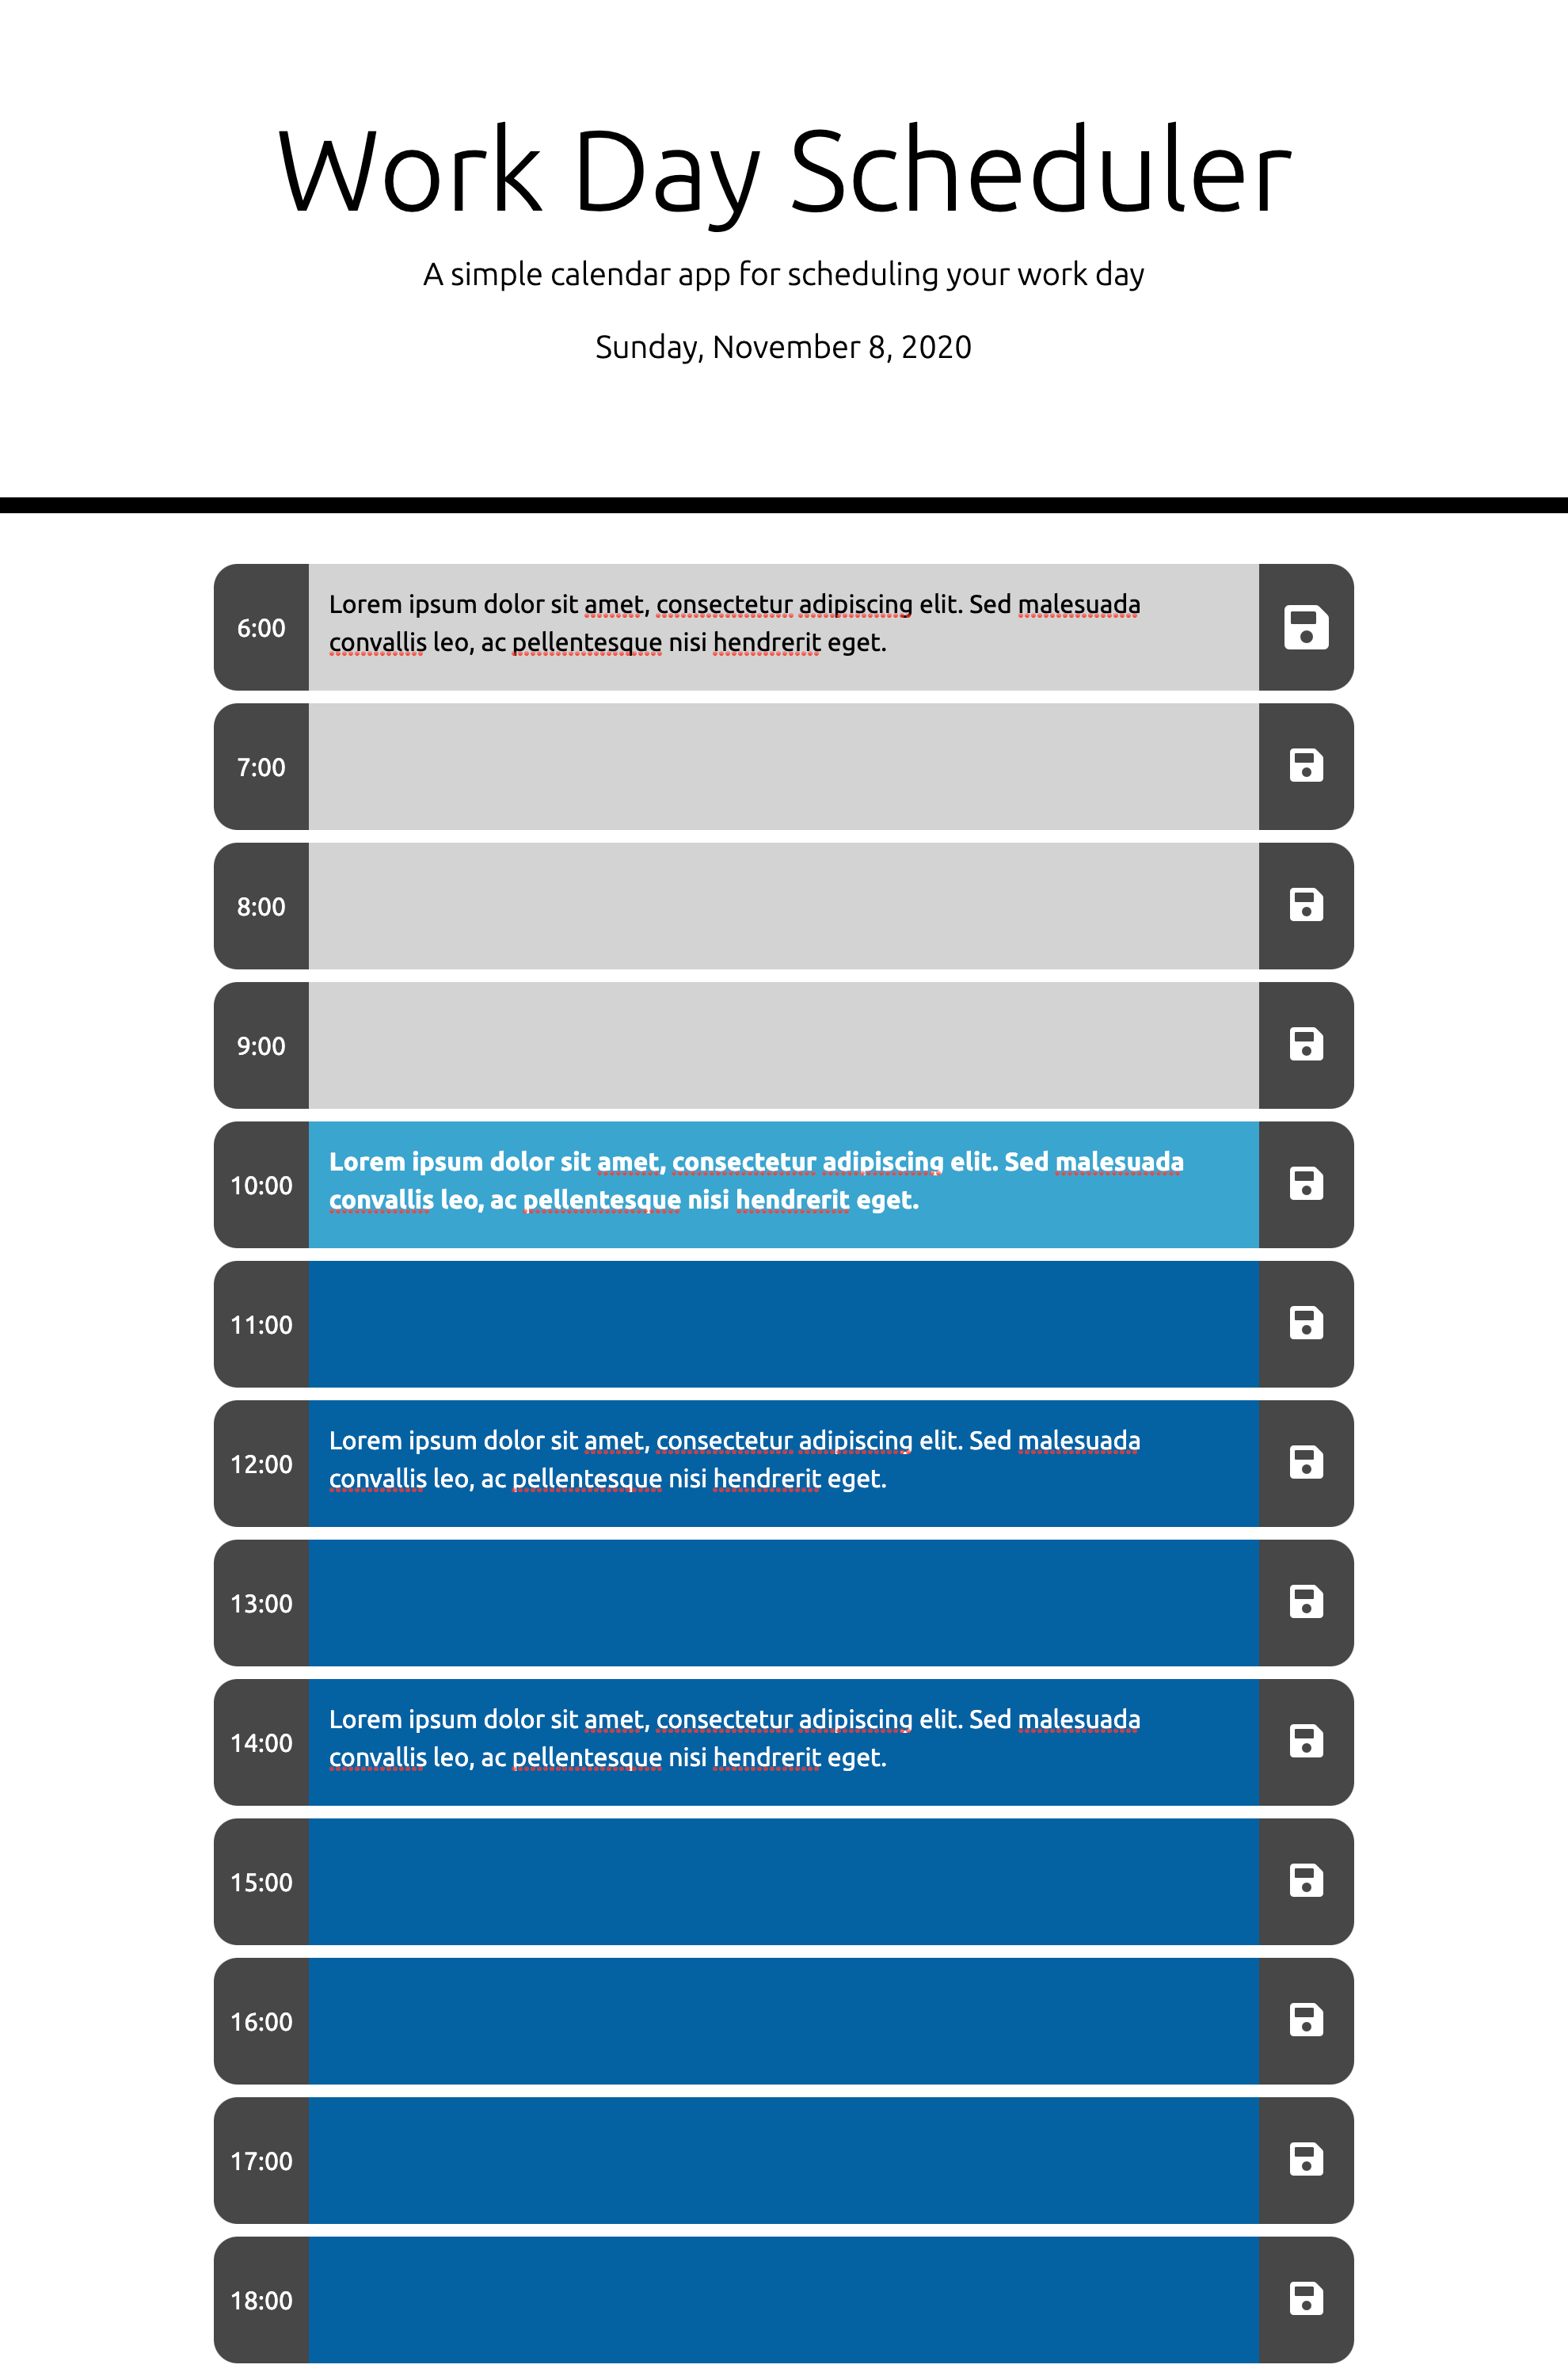 Work Day Scheduler
A simple calendar app for scheduling your work day
Sunday, November 8, 2020
6:00
Lorem ipsum dolor sit amet, consectetur adipiscing elit. Sed malesuada
convallis leo, ac pellentesque nisi hendrerit eget.
7:00
8:00
9:00
10:00
Lorem ipsum dolor sit amet, consectetur adipiscing elit. Sed malesuada
convallis leo, ac pellentesque nisi hendrerit eget.
11:00
12:00
Lorem ipsum dolor sit amet, consectetur adipiscing elit. Sed malesuada
convallis leo, ac pellentesque nisi hendrerit eget.
13:00
14:00
Lorem ipsum dolor sit amet, consectetur adipiscing elit. Sed malesuada
convallis leo, ac pellentesque nisi hendrerit eget.
15:00
16:00
17:00
18:00